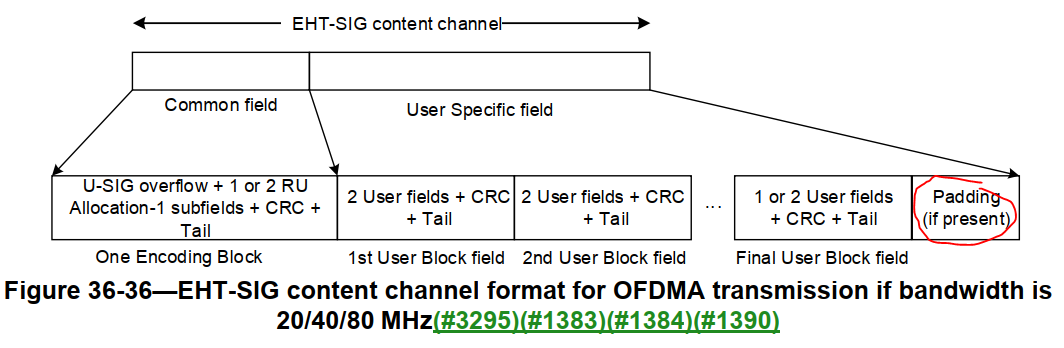 EHT-SIG content channel
Common field
User Specific field
U-SIG overflow + 1 or 2 RU
Allocation-1 subfields + CRC +
Tail
2 User fields + CRC
+ Tail
2 User fields + CRC
+ Tail
...
1 or 2 User fields
+ CRC + Tail
Padding
(if present)
One Encoding Block
1st User Block field
2nd User Block field
Final User Block field
Figure 36-36—EHT-SIG content channel format for OFDMA transmission if bandwidth is
20/40/80 MHz(#3295)(#1383)(#1384)(#1390)